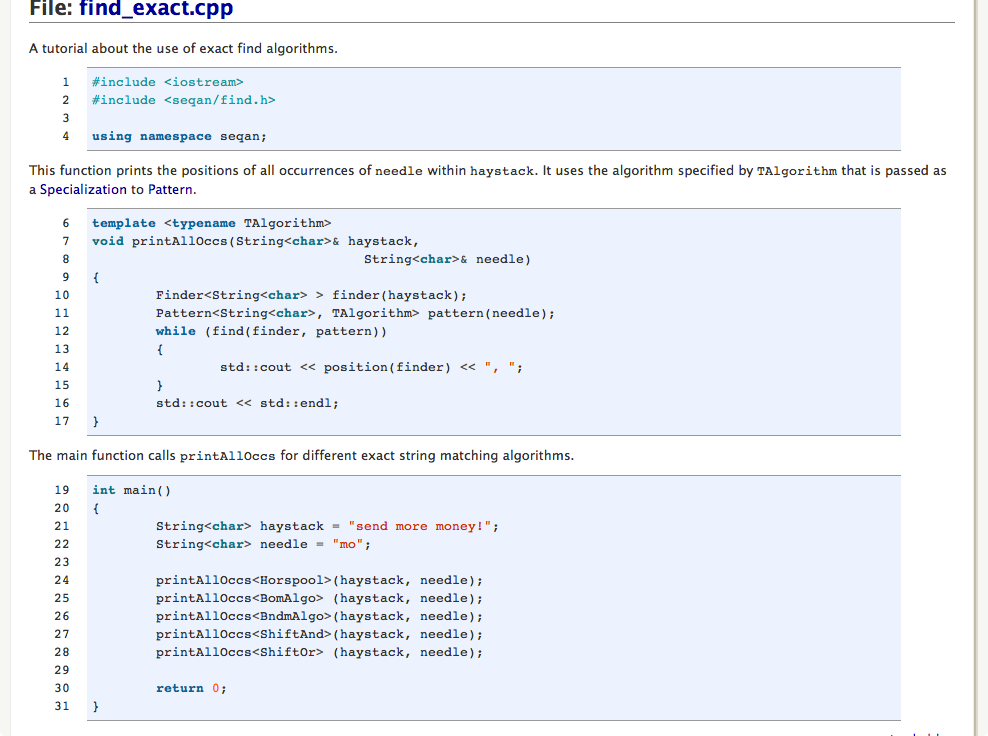 File: find_exact.cpp
A tutorial about the use of exact find algorithms.
1 #include <iostream>
2 #include <seqan/find.h>
3
4 using namespace seqan;
This function prints the positions of all occurrences of needle within haystack. It uses the algorithm specified by TAlgorithm that is passed as
a Specialization to Pattern.
6 template <typename TAlgorithm>
7 void printAllOccs(String<char>& haystack,
8 String<char>& needle)
9 {
10 Finder<String<char> > finder(haystack);
11 Pattern<String<char>, TAlgorithm> pattern(needle);
12 while (find(finder, pattern))
13 {
14 std::cout << position(finder) << ", ";
15 }
16 std::cout << std::endl;
17 }
The main function calls printAllOccs for different exact string matching algorithms.
19 int main()
20 {
21 String<char> haystack = "send more money!";
22 String<char> needle = "mo";
23
24 printAllOccs<Horspool>(haystack, needle);
25 printAllOccs<BomAlgo> (haystack, needle);
26 printAllOccs<BndmAlgo>(haystack, needle);
27 printAllOccs<ShiftAnd>(haystack, needle);
28 printAllOccs<ShiftOr> (haystack, needle);
29
30 return 0;
31 }